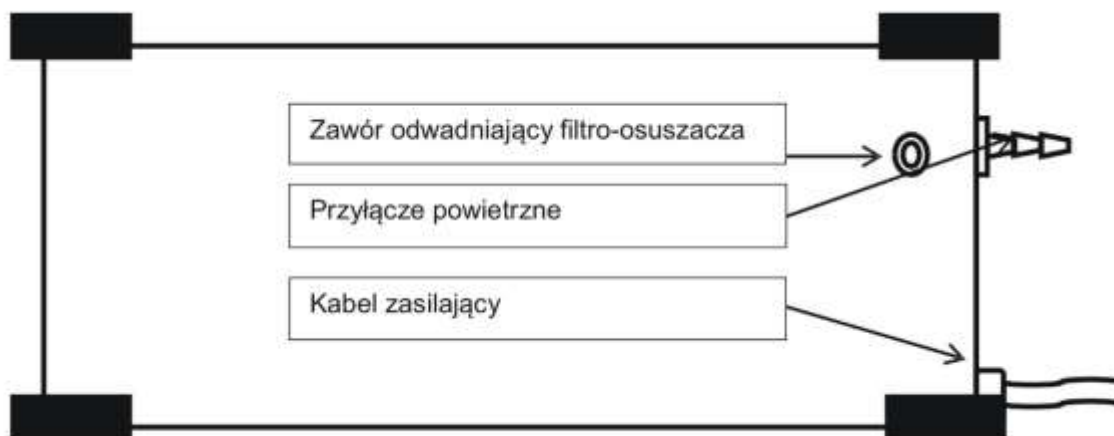 Zawór odwadniający filtro-osuszacza
Przyłącze powietrzne
Kabel zasilający